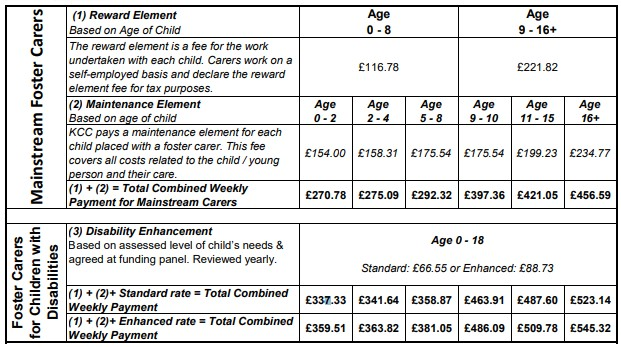 Mainstream Foster Carers
(1) Reward Element
Based on Age of Child
Age
0 - 8
Age
9 - 16+
The reward element is a fee for the work
undertaken with each child. Carers work on a
self-employed basis and declare the reward
element fee for tax purposes.
£116.78
£221.82
(2) Maintenance Element
Based on age of child
Age
0 - 2
Age
2 - 4
Age
5 - 8
Age
9 - 10
Age
11 - 15
Age
16+
KCC pays a maintenance element for each
child placed with a foster carer. This fee
covers all costs related to the child / young
person and their care.
£154.00
£158.31
£175.54
£175.54
£199.23
£234.77
(1) + (2) = Total Combined Weekly
Payment for Mainstream Carers
£270.78
£275.09
£292.32
£397.36
£421.05
£456.59
Foster Carers
for Children with
Disabilities
(3) Disability Enhancement
Based on assessed level of child's needs &
agreed at funding panel. Reviewed yearly.
Age 0 - 18
Standard: £66.55 or Enhanced: £88.73
(1) + (2)+ Standard rate = Total Combined
Weekly Payment
£337.33
£341.64
£358.87
£463.91
£487.60
£523.14
(1) + (2)+ Enhanced rate = Total Combined
Weekly Payment
£359.51
£363.82
£381.05
£486.09
£509.78
£545.32